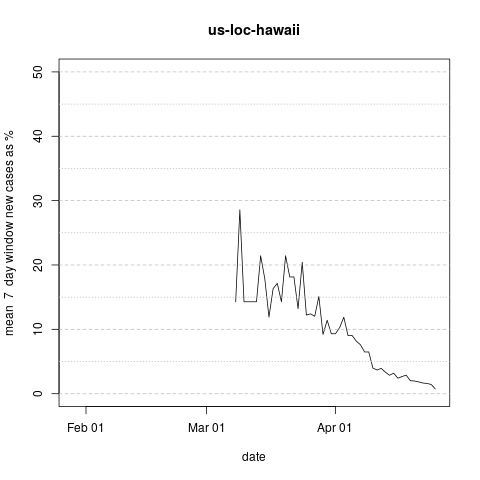 us-loc-hawaii
mean  7  day window new cases as %
50
40
30
20
10
0
Feb 01
Mar 01
Apr 01
date